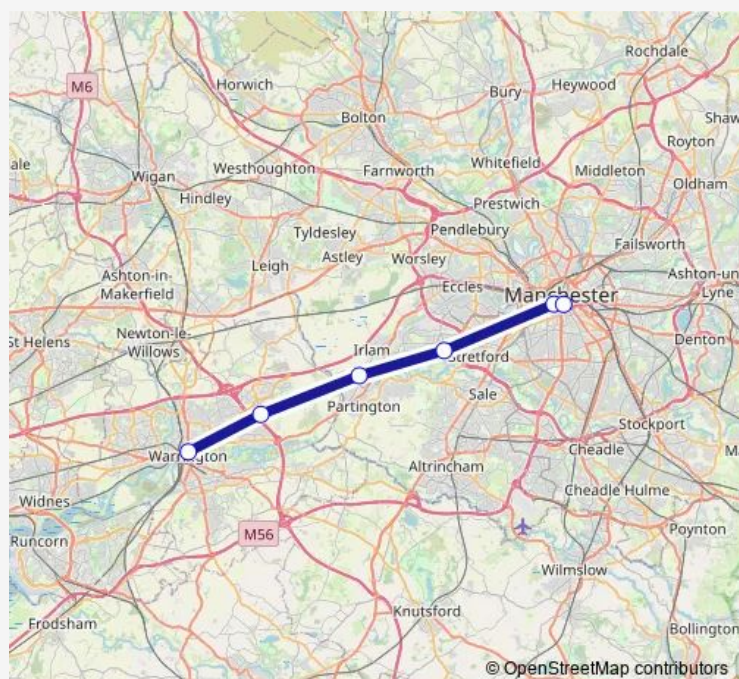 Rochdale
M6
Horwich
Bury
Heywood
Bolton
Shaw
Royton
Wigan
Westhoughton
Farnworth
Whitefield
Middleton
Hindley
Oldham
Prestwich
Tyldesley
Pendlebury
Failsworth
Astley
Worsley
Leigh
Ashton-in-
Makerfield
Eccles
Ashton-un
Manchester
Lyne
Newton-le-
Willows
St Helens
Irlam
Stretford
Denton
Sale
Partington
Stockport
Warrington
Cheadle
Altrincham
Widnes
Cheadle Hulme
M56
Poynton
Runcorn
Wilmslow
Knutsford
Frodsham
Bollington
© OpenStreetMap contributors